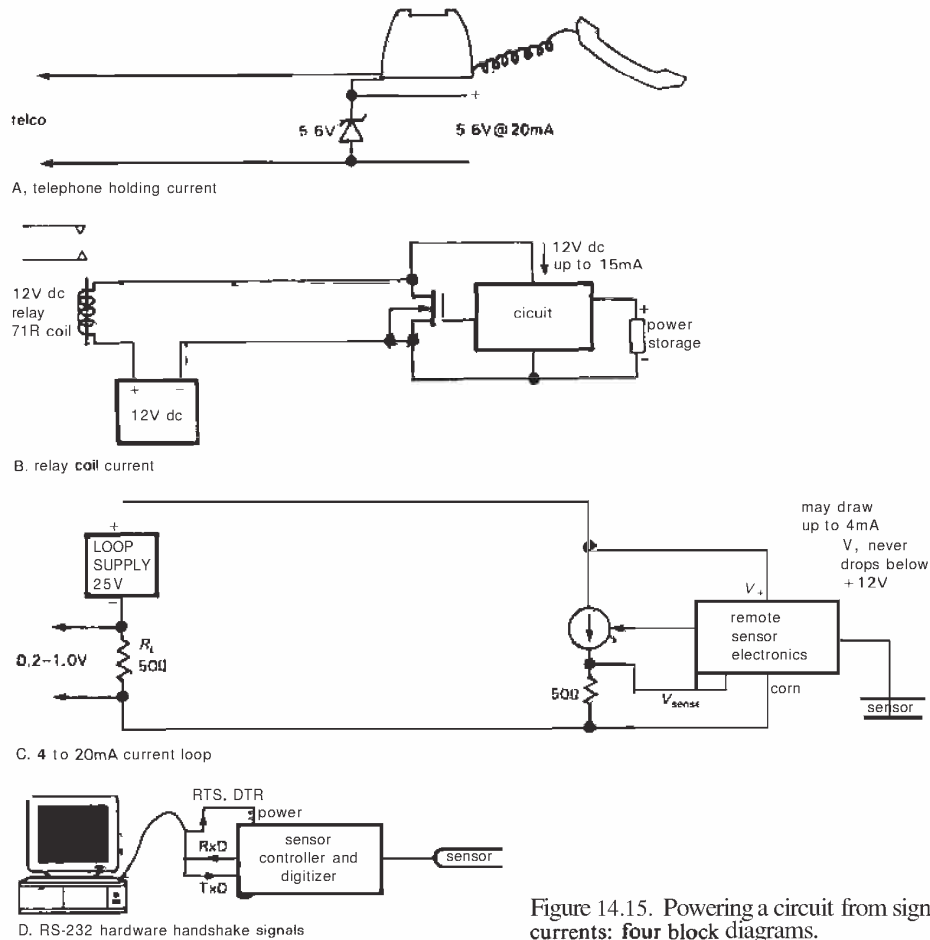 telco
+
5 6V
5 6V@20mA
A, telephone holding current
12V dc
relay
71R coil
+ −
12V dc
12V dc
up to 15mA
cicuit
+
power
storage
−
B. relay coil current
+
LOOP
SUPPLY
25V
−
0,2–1.0V
RL
50Ω
50Ω
Vsense
V+
remote
sensor
electronics
corn
may draw
up to 4mA
V, never
drops below
+12V
sensor
C. 4 to 20mA current loop
RTS, DTR
power
RxD
TxD
sensor
controller and
digitizer
sensor
D. RS-232 hardware handshake signals
Figure 14.15. Powering a circuit from sign
currents: four block diagrams.